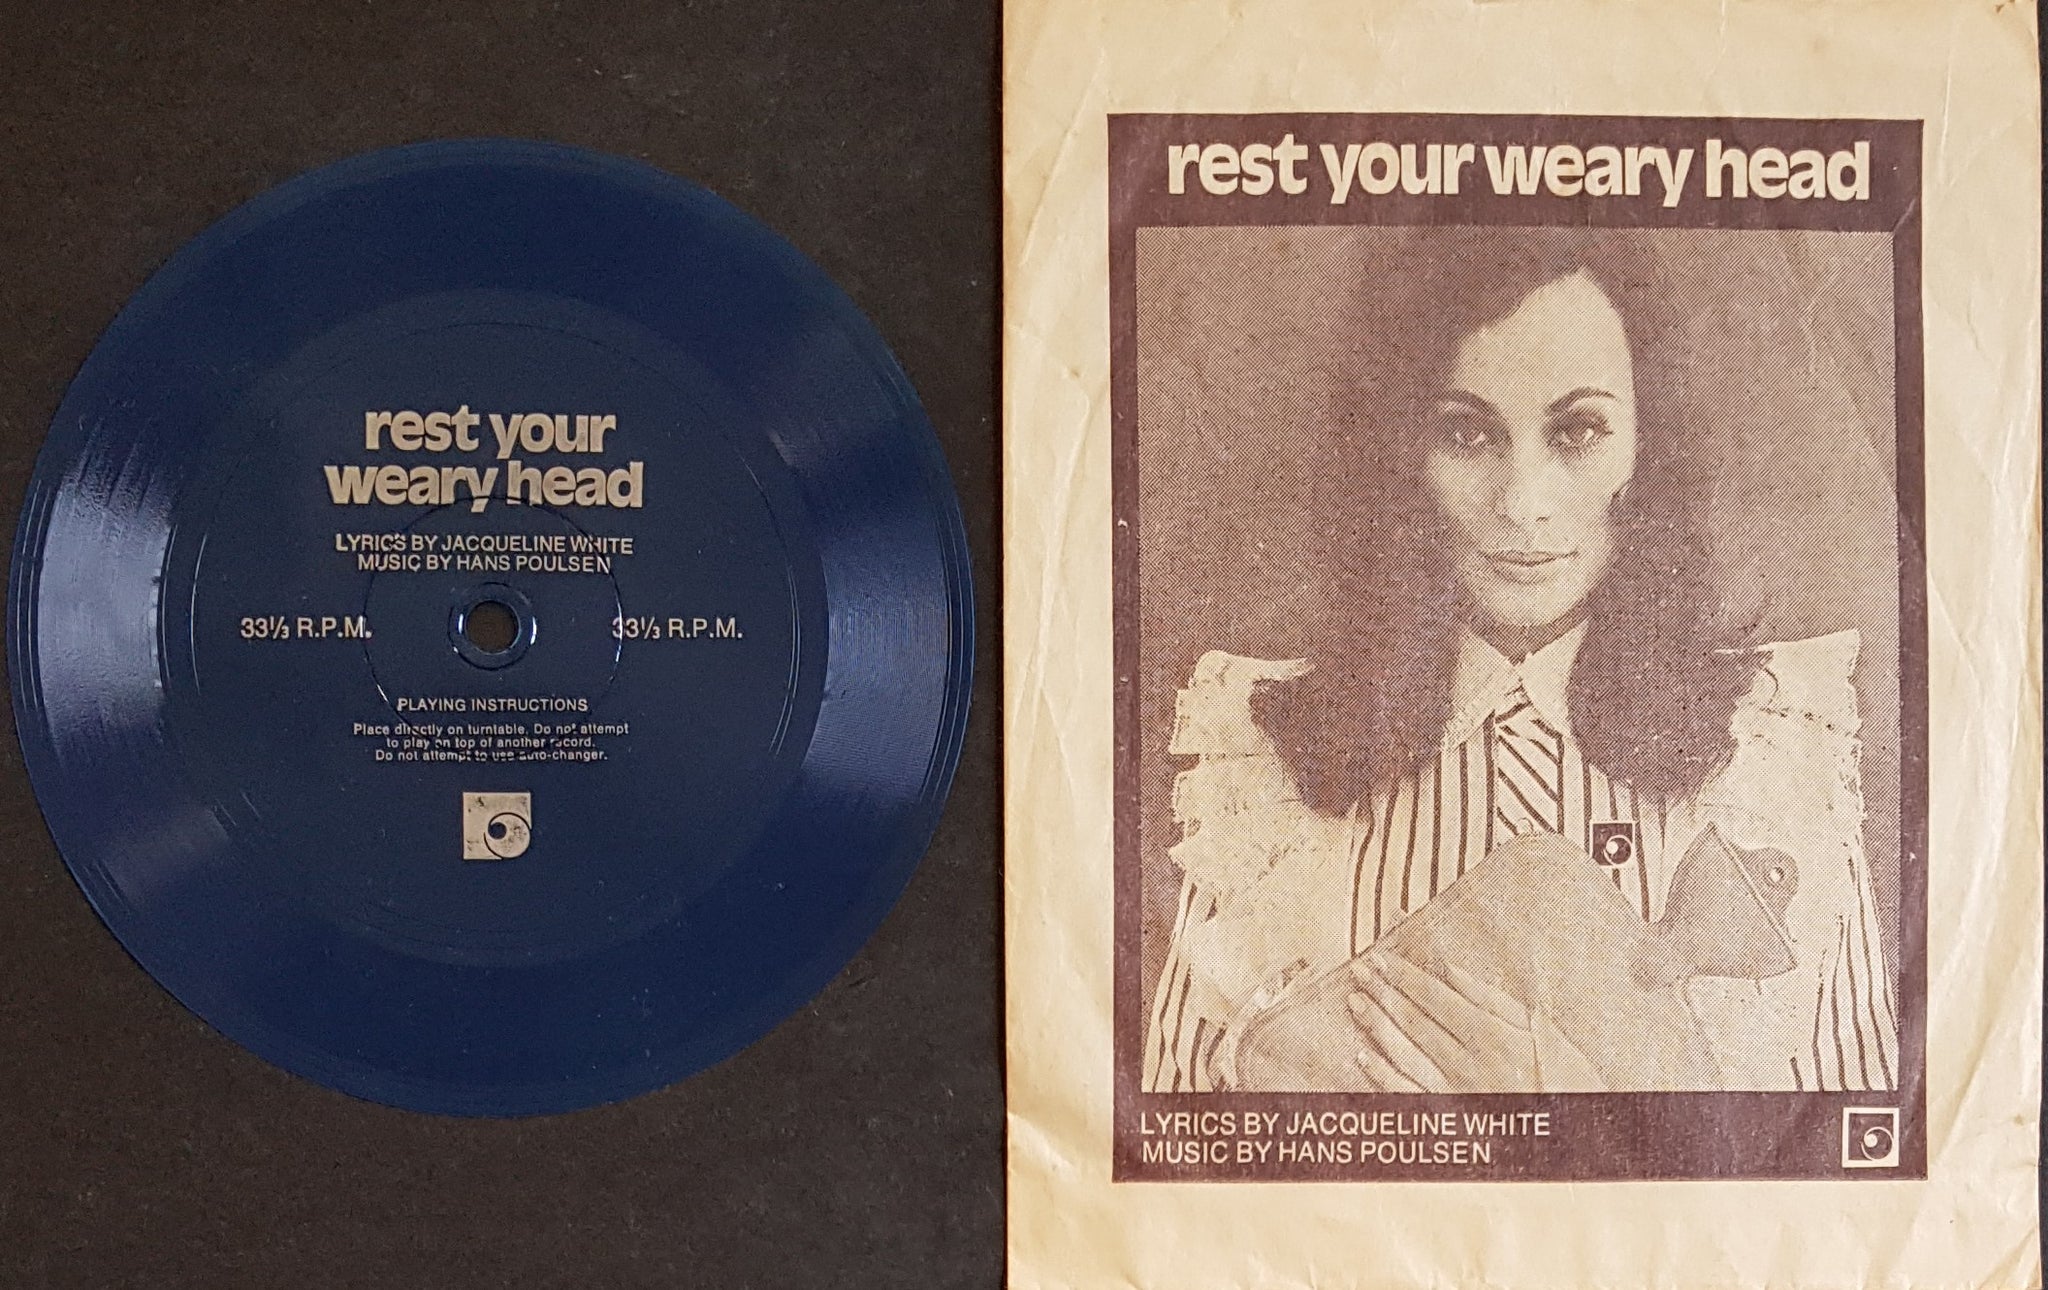 rest your
weary head
LYRICS BY JACQUELINE WHITE
MUSIC BY HANS POULSEN
33⅓ R.P.M. 33⅓ R.P.M.
PLAYING INSTRUCTIONS
Place directly on turntable. Do not attempt
to play on top of another record.
Do not attempt to use auto-changer.
rest your weary head
LYRICS BY JACQUELINE WHITE
MUSIC BY HANS POULSEN